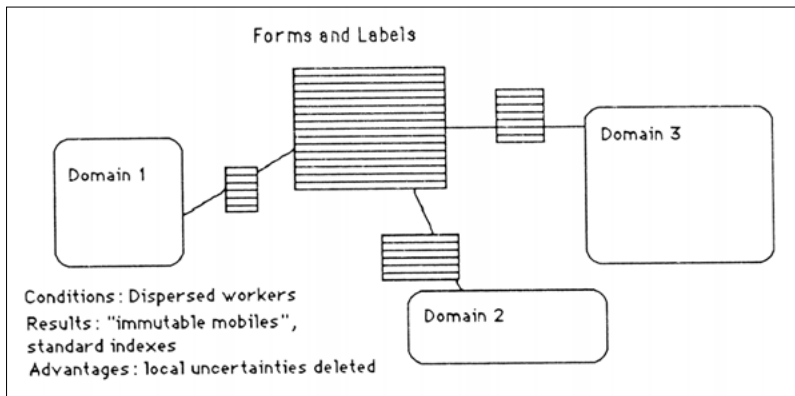 Forms and Labels
Domain 1
Domain 3
Domain 2
Conditions: Dispersed workers
Results: "immutable mobiles",
standard indexes
Advantages: local uncertainties deleted